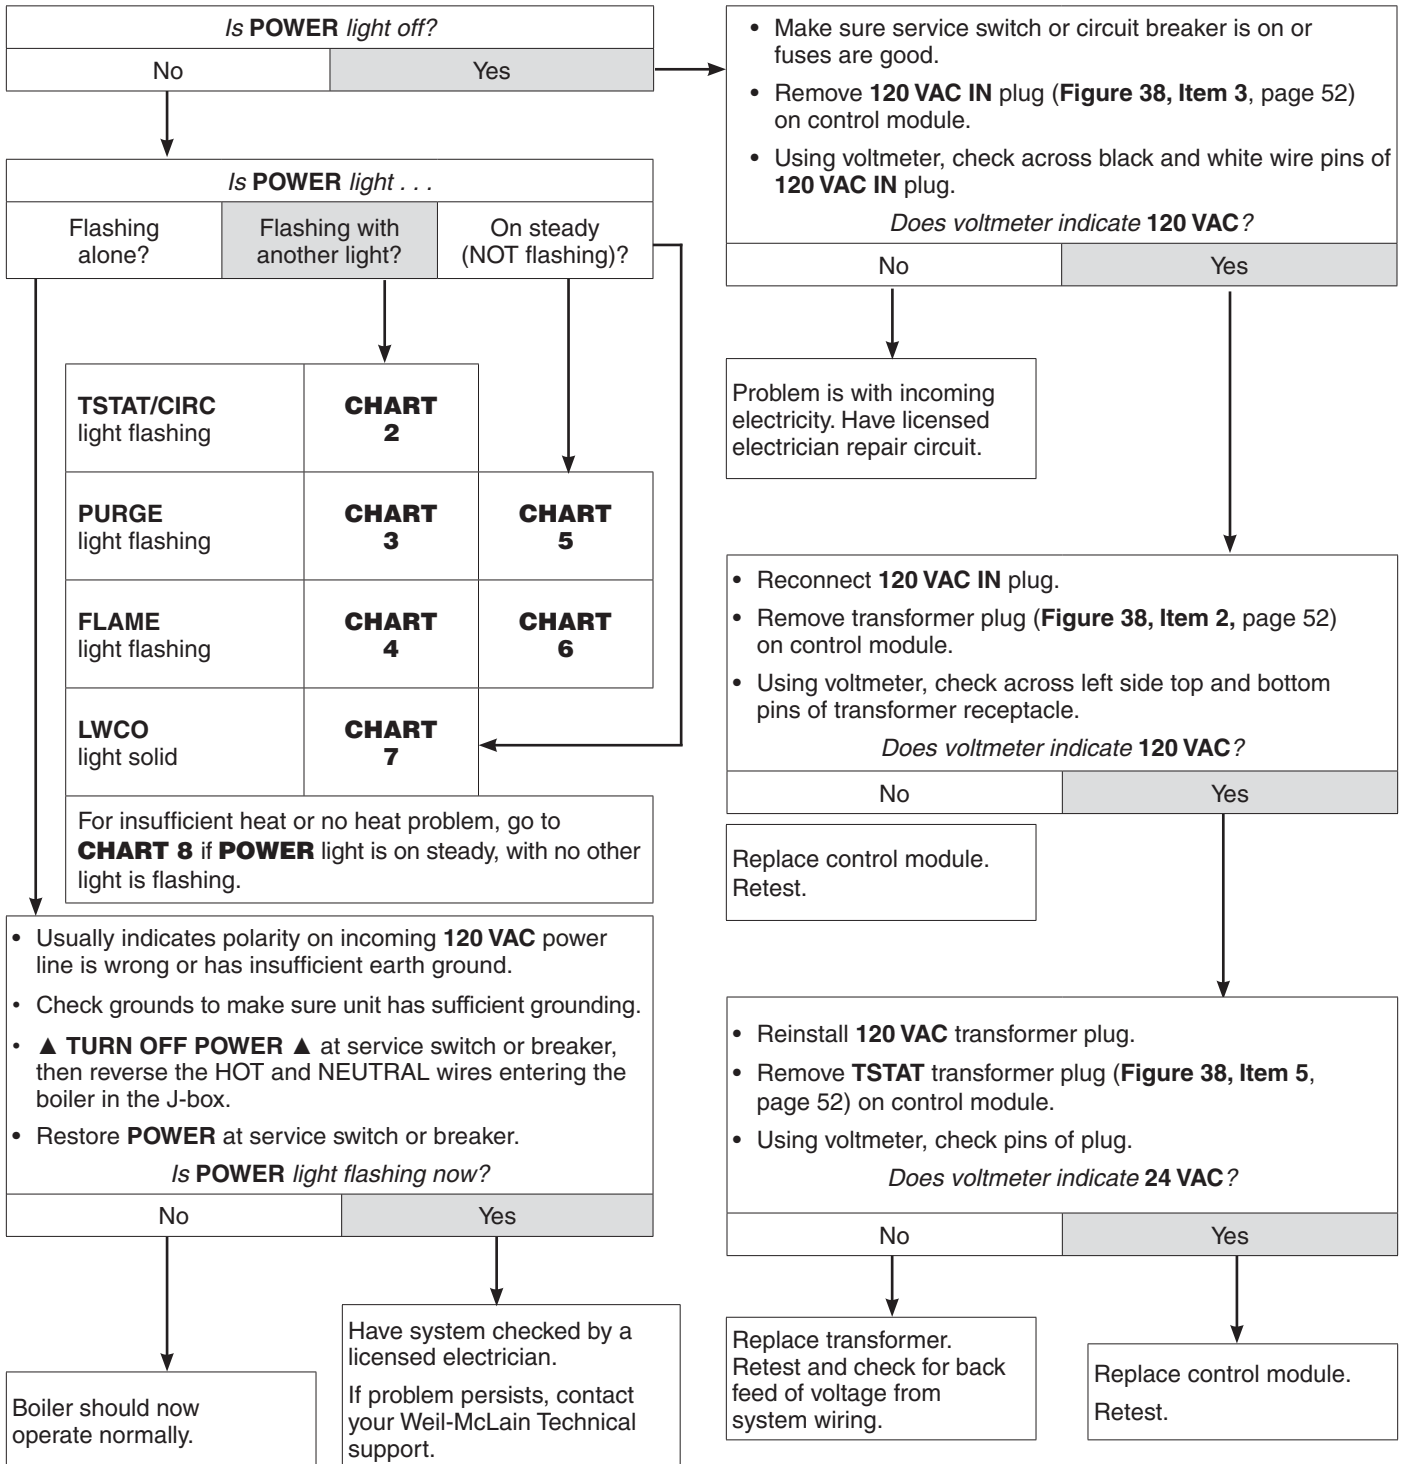 Is POWER light off?
No
Yes
Is POWER light . . .
Flashing
alone?
Flashing with
another light?
On steady
(NOT flashing)?
TSTAT/CIRC
light flashing
CHART
2
PURGE
light flashing
CHART
3
CHART
5
FLAME
light flashing
CHART
4
CHART
6
LWCO
light solid
CHART
7
For insufficient heat or no heat problem, go to
CHART 8 if POWER light is on steady, with no other
light is flashing.
• Usually indicates polarity on incoming 120 VAC power
line is wrong or has insufficient earth ground.
• Check grounds to make sure unit has sufficient grounding.
• ▲ TURN OFF POWER ▲ at service switch or breaker,
then reverse the HOT and NEUTRAL wires entering the
boiler in the J-box.
• Restore POWER at service switch or breaker.
Is POWER light flashing now?
No
Yes
Boiler should now
operate normally.
Have system checked by a
licensed electrician.
If problem persists, contact
your Weil-McLain Technical
support.
• Make sure service switch or circuit breaker is on or
fuses are good.
• Remove 120 VAC IN plug (Figure 38, Item 3, page 52)
on control module.
• Using voltmeter, check across black and white wire pins of
120 VAC IN plug.
Does voltmeter indicate 120 VAC?
No
Yes
Problem is with incoming
electricity. Have licensed
electrician repair circuit.
• Reconnect 120 VAC IN plug.
• Remove transformer plug (Figure 38, Item 2, page 52)
on control module.
• Using voltmeter, check across left side top and bottom
pins of transformer receptacle.
Does voltmeter indicate 120 VAC?
No
Yes
Replace control module.
Retest.
• Reinstall 120 VAC transformer plug.
• Remove TSTAT transformer plug (Figure 38, Item 5,
page 52) on control module.
• Using voltmeter, check pins of plug.
Does voltmeter indicate 24 VAC?
No
Yes
Replace transformer.
Retest and check for back
feed of voltage from
system wiring.
Replace control module.
Retest.